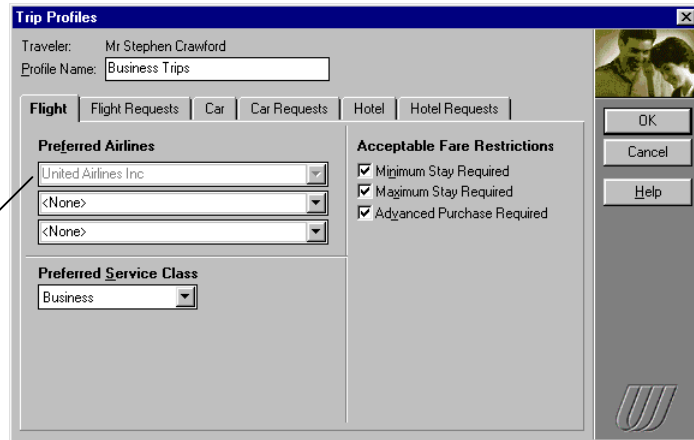 Trip Profiles
Traveler: Mr Stephen Crawford
Profile Name: Business Trips
Flight Flight Requests Car Car Requests Hotel Hotel Requests
Preferred Airlines
United Airlines Inc
<None>
<None>
Preferred Service Class
Business
Acceptable Fare Restrictions
Minimum Stay Required
Maximum Stay Required
Advanced Purchase Required
OK
Cancel
Help